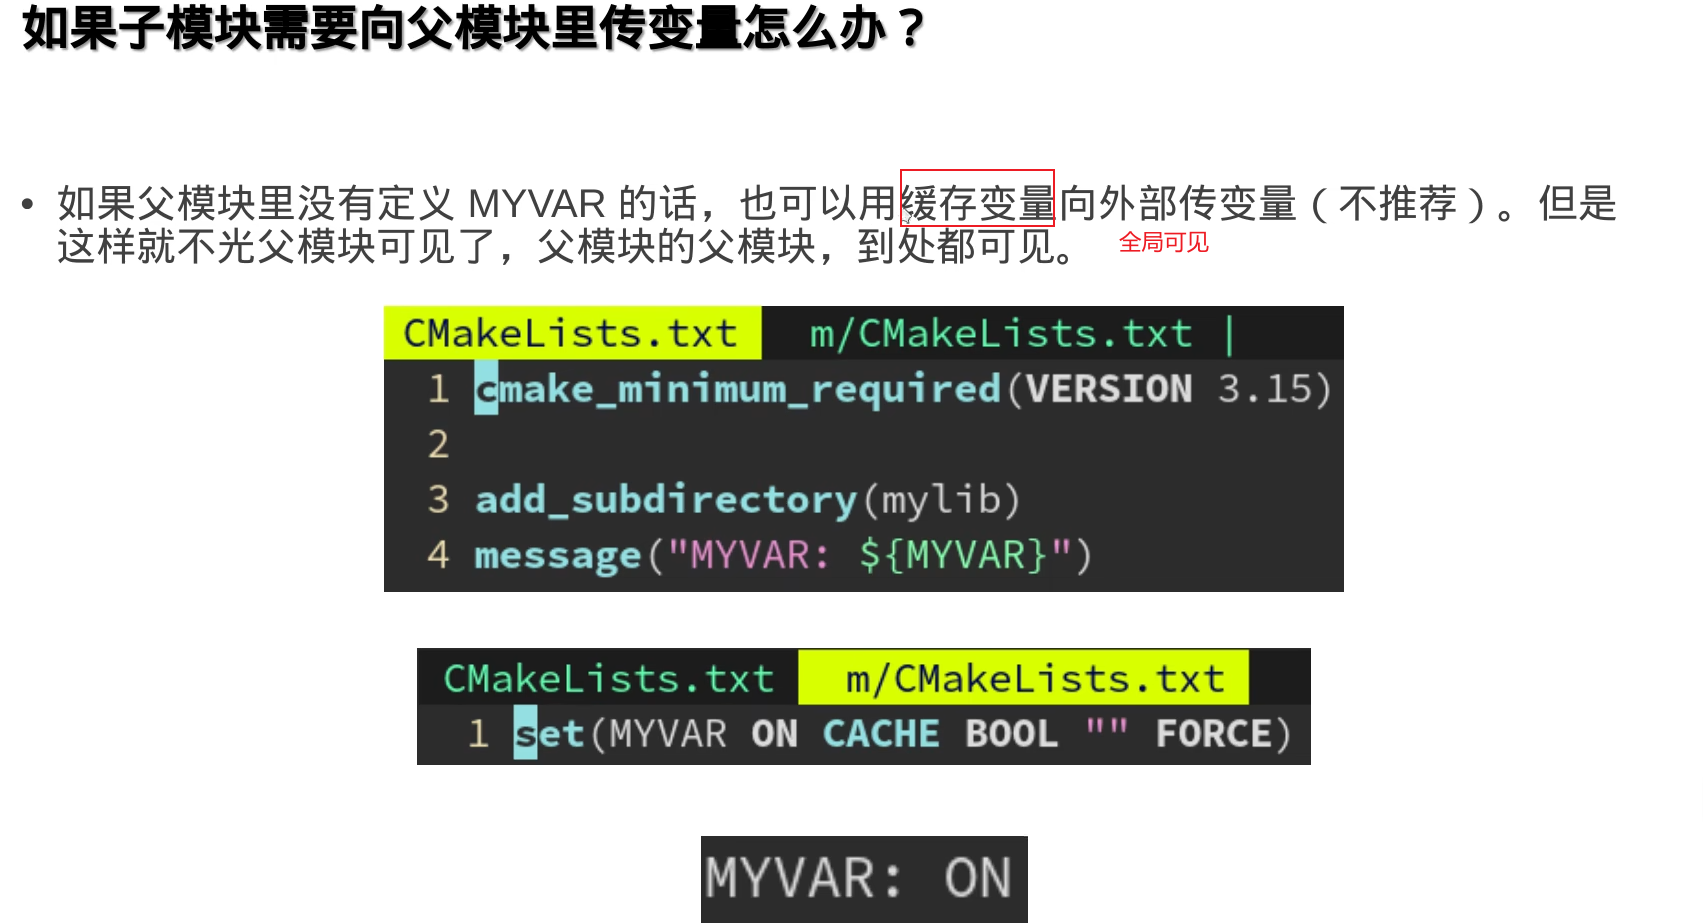 如果子模块需要向父模块里传变量怎么办？
• 如果父模块里没有定义 MYVAR 的话，也可以用缓存变量向外部传变量（不推荐）。但是
这样就不光父模块可见了，父模块的父模块，到处都可见。 全局可见
CMakeLists.txt m/CMakeLists.txt |
1 cmake_minimum_required(VERSION 3.15)
2
3 add_subdirectory(mylib)
4 message("MYVAR: ${MYVAR}")
CMakeLists.txt m/CMakeLists.txt
1 set(MYVAR ON CACHE BOOL "" FORCE)
MYVAR: ON